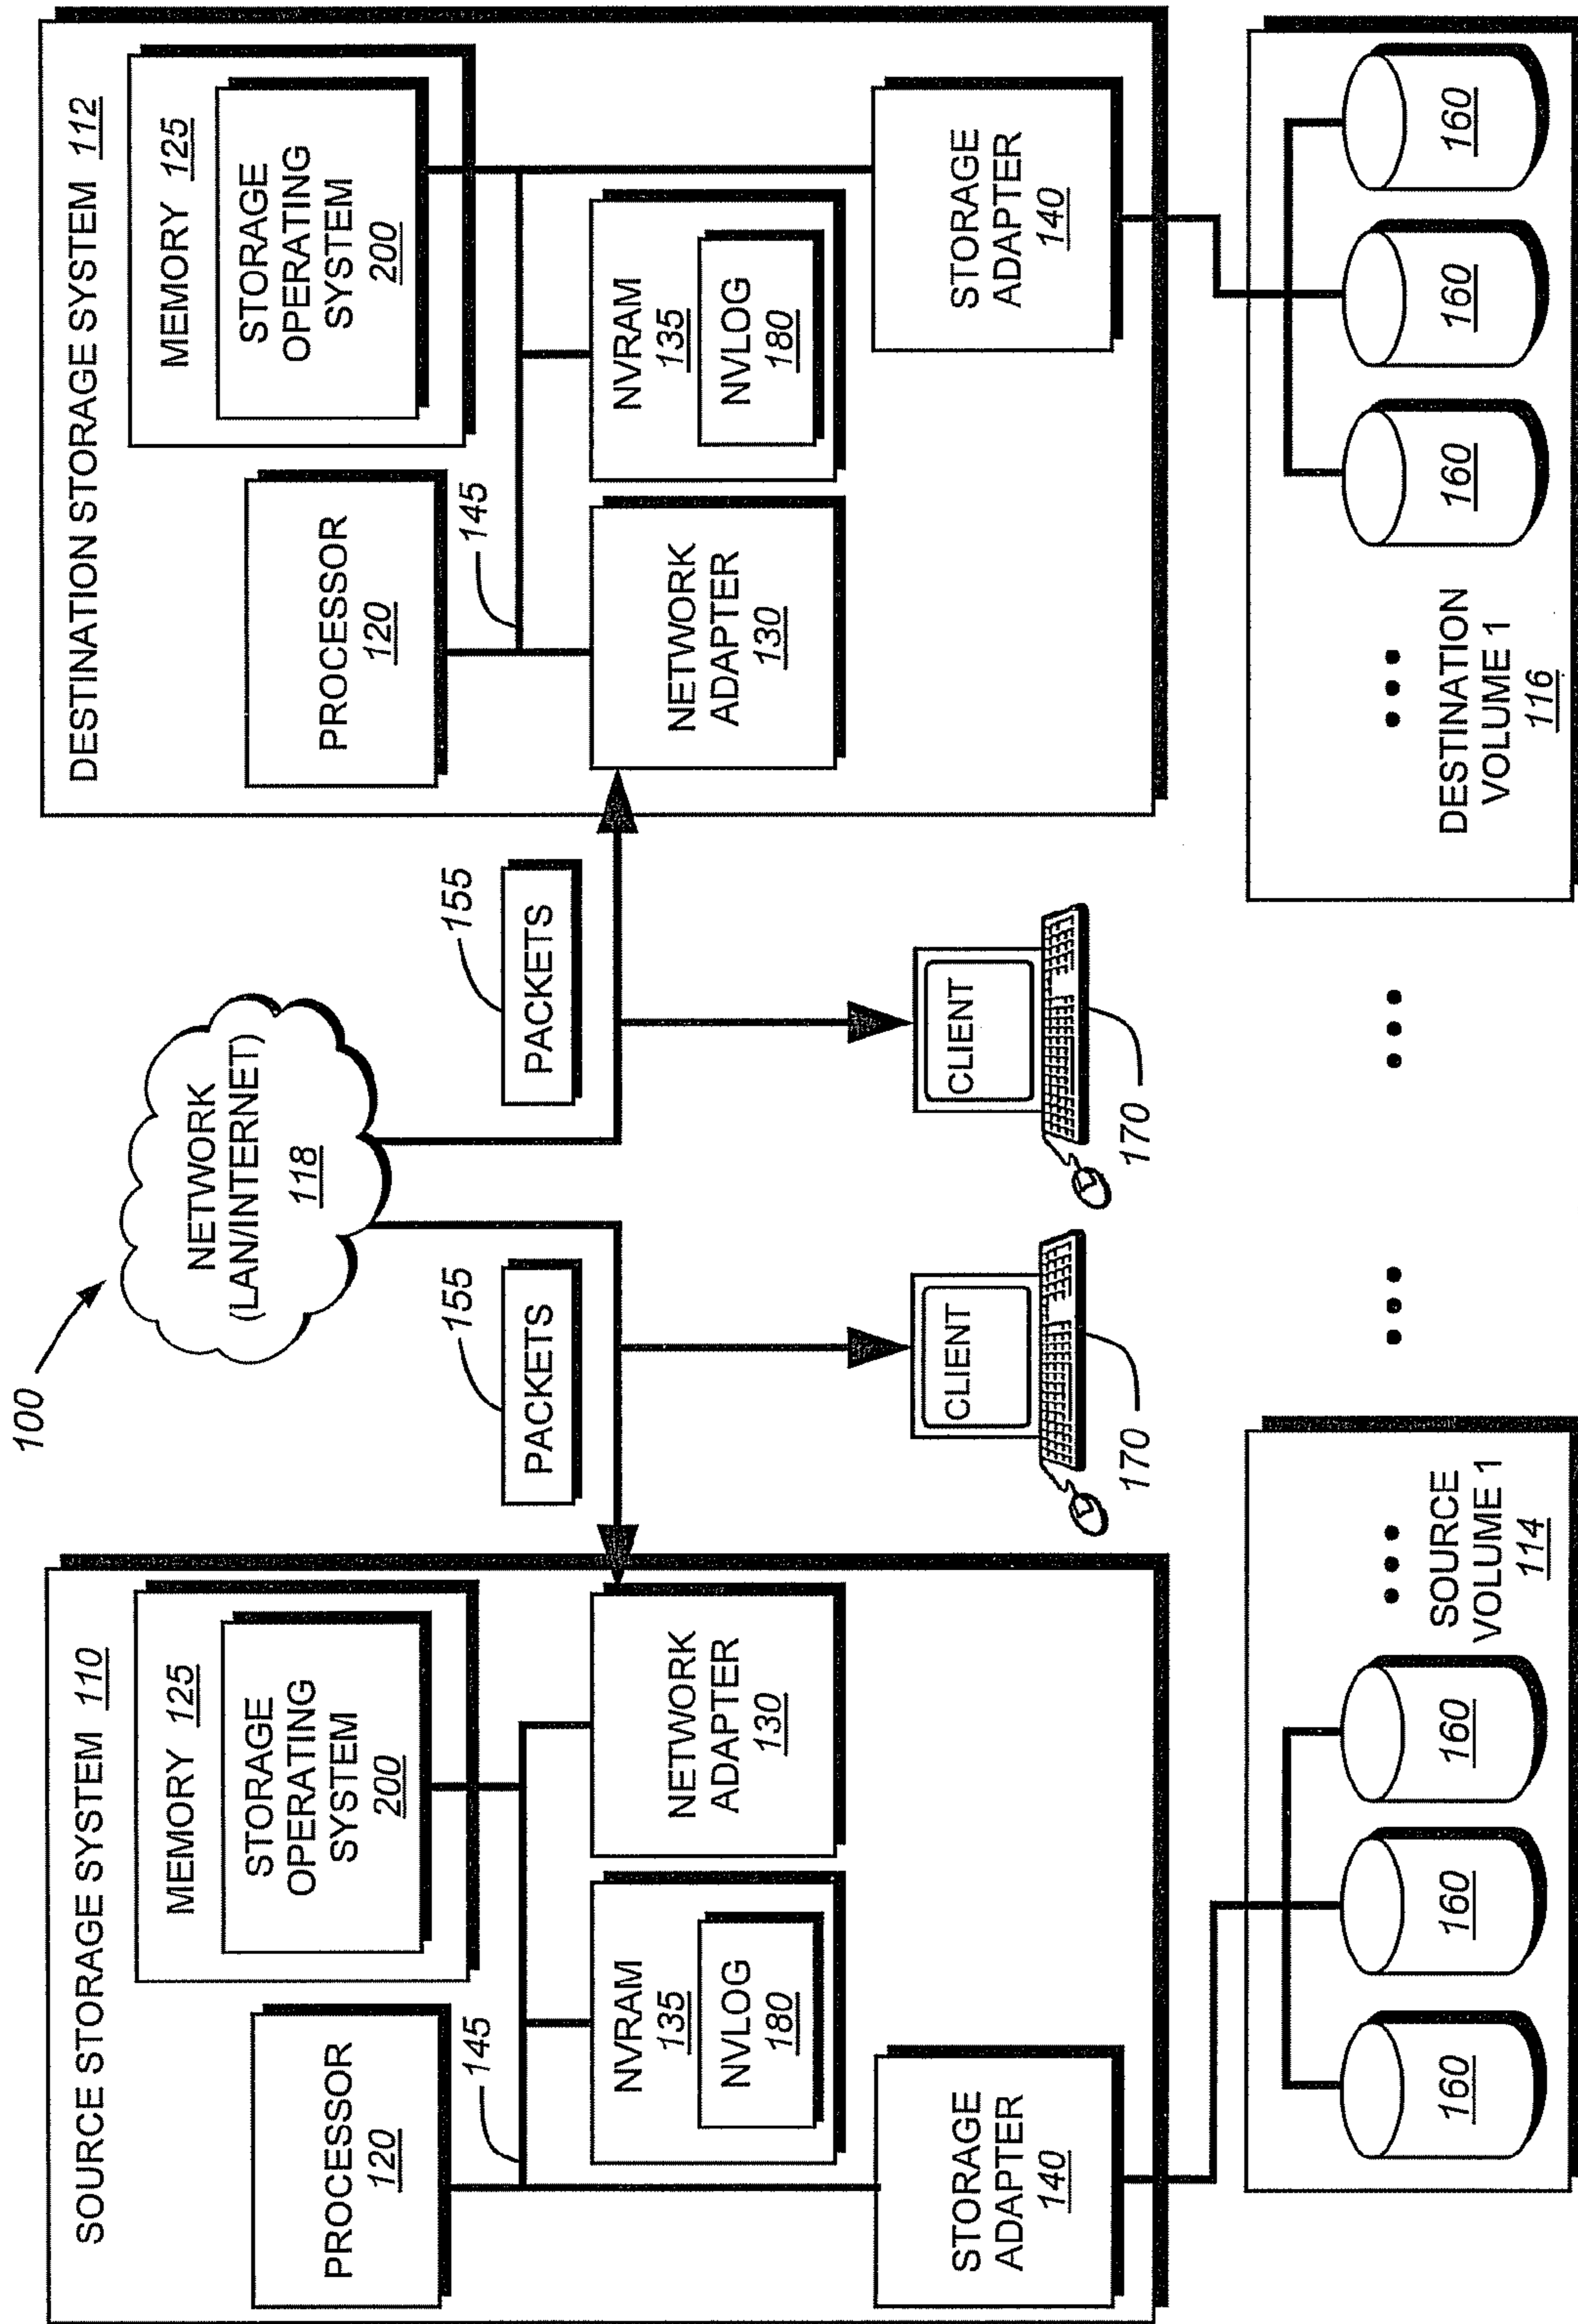 100
NETWORK
(LAN/INTERNET)
118
SOURCE STORAGE SYSTEM 110
PROCESSOR
120
MEMORY 125
STORAGE
OPERATING
SYSTEM
200
145
NVRAM
135
NVLOG
180
NETWORK
ADAPTER
130
STORAGE
ADAPTER
140
160
160
160
SOURCE
VOLUME 1
114
PACKETS
155
PACKETS
155
CLIENT
170
CLIENT
170
DESTINATION STORAGE SYSTEM 112
PROCESSOR
120
MEMORY 125
STORAGE
OPERATING
SYSTEM
200
145
NETWORK
ADAPTER
130
NVRAM
135
NVLOG
180
STORAGE
ADAPTER
140
DESTINATION
VOLUME 1
116
160
160
160